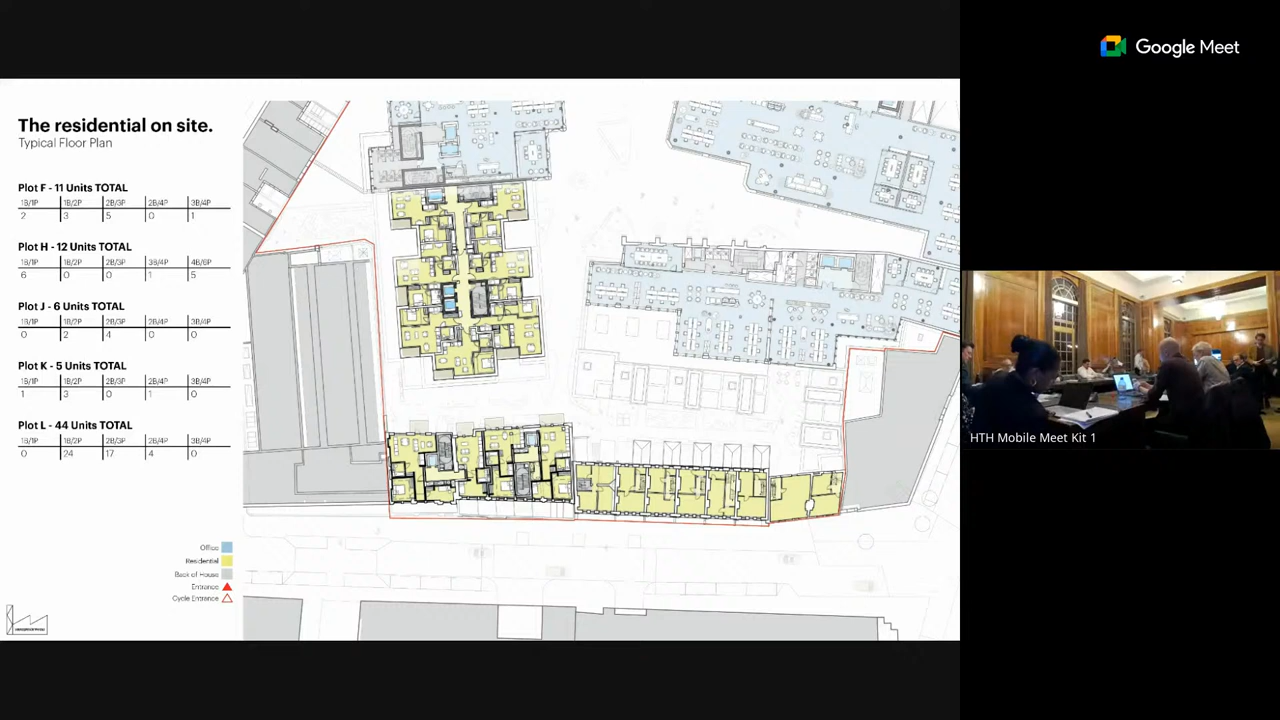 Google Meet
The residential on site.
Typical Floor Plan
Plot F - 11 Units TOTAL
1B/1P 1B/2P 2B/3P 2B/4P 3B/4P
2 3 5 0 1
Plot H - 12 Units TOTAL
1B/1P 1B/2P 2B/3P 3B/4P 4B/6P
6 0 0 1 5
Plot J - 6 Units TOTAL
1B/1P 1B/2P 2B/3P 2B/4P 3B/4P
0 2 4 0 0
Plot K - 5 Units TOTAL
1B/1P 1B/2P 2B/3P 2B/4P 3B/4P
1 3 0 1 0
Plot L - 44 Units TOTAL
1B/1P 1B/2P 2B/3P 2B/4P 3B/4P
0 24 17 4 0
Office
Residential
Back of House
Entrance
Cycle Entrance
HTH Mobile Meet Kit 1